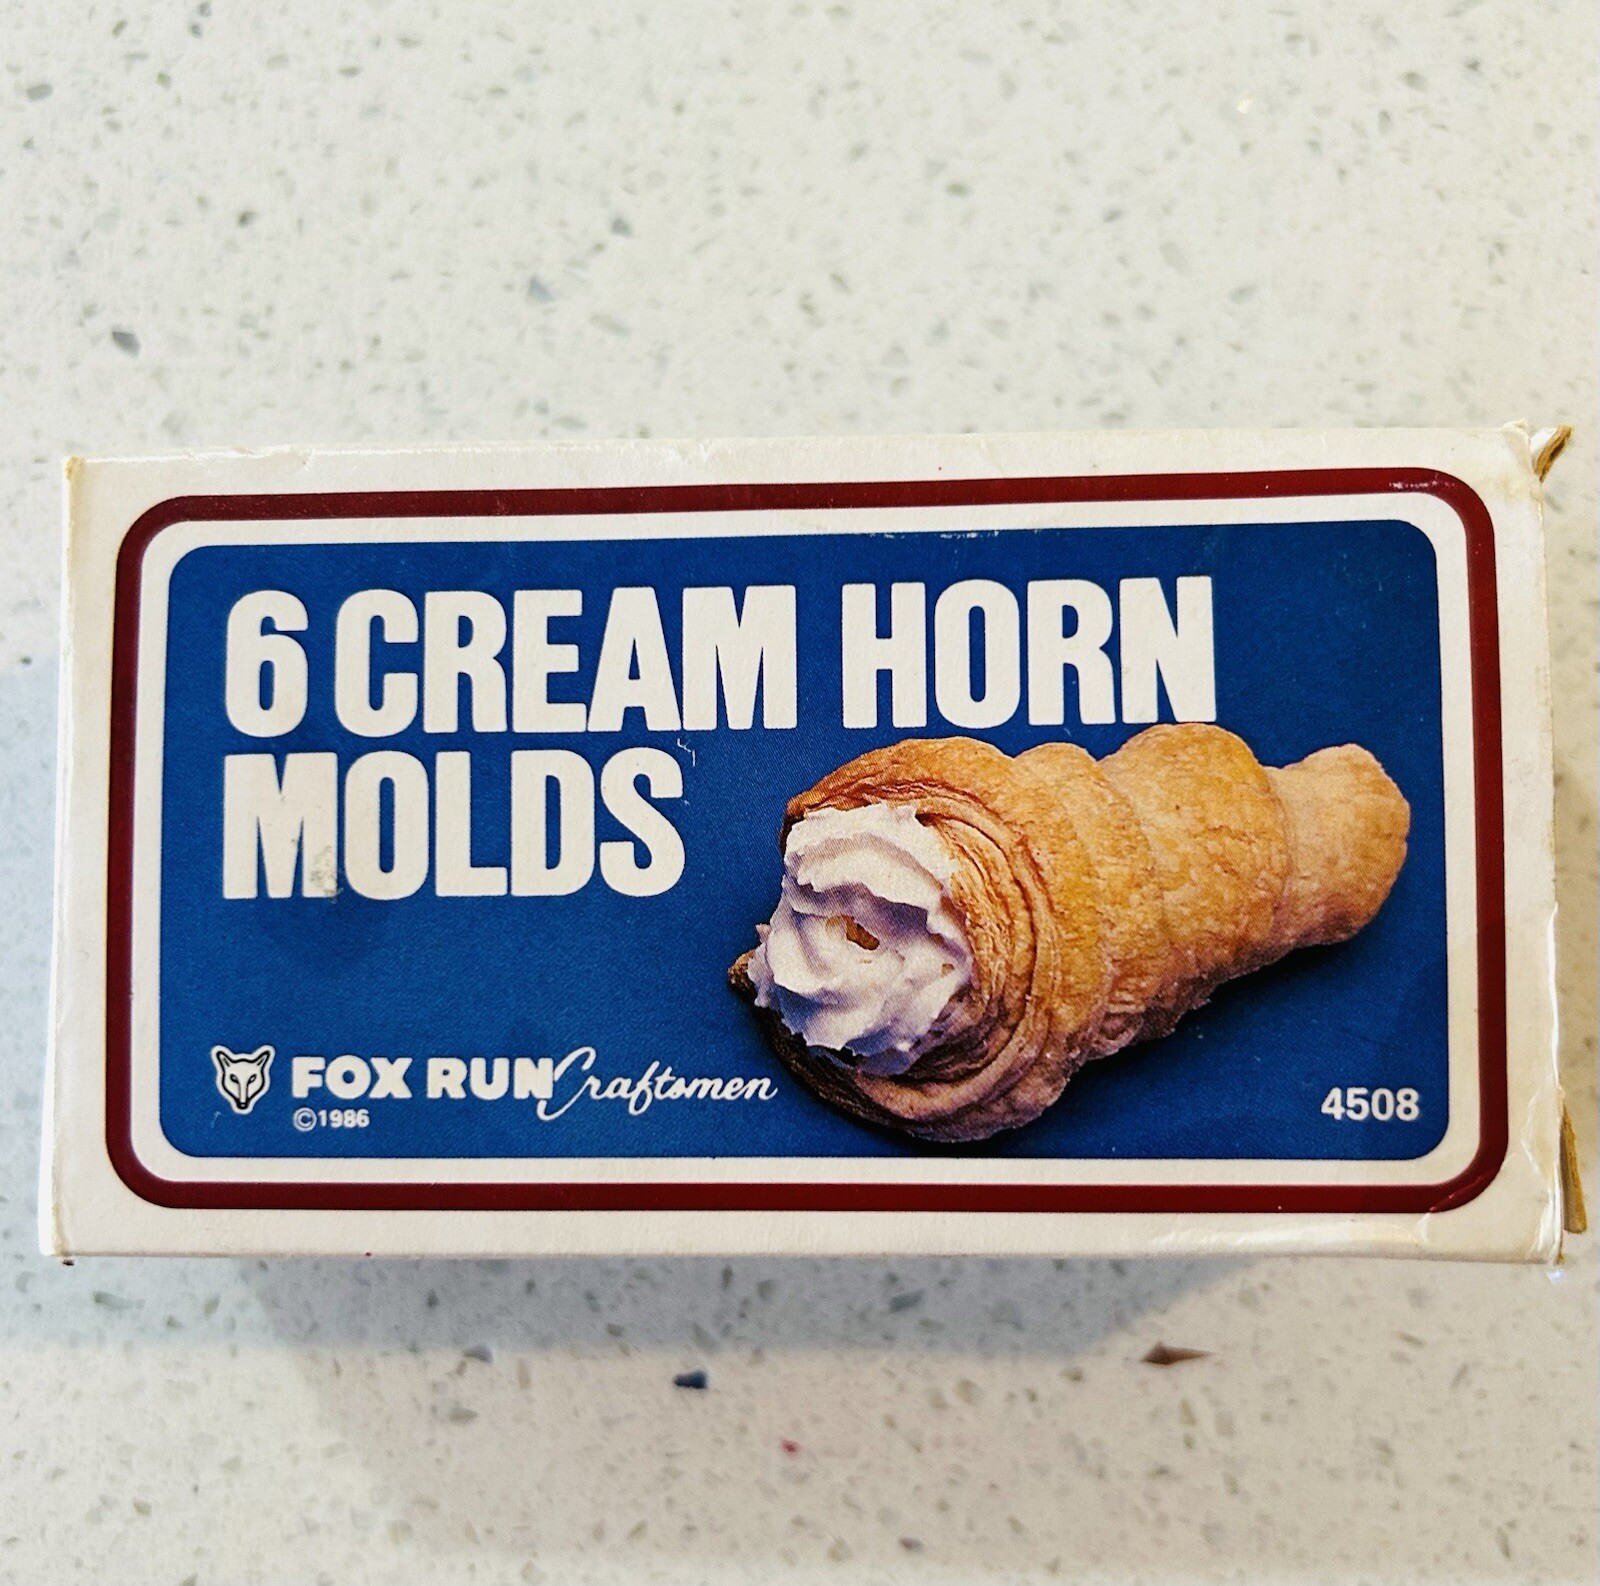 6 CREAM HORN
MOLDS
FOX RUN Craftsmen
©1986
4508